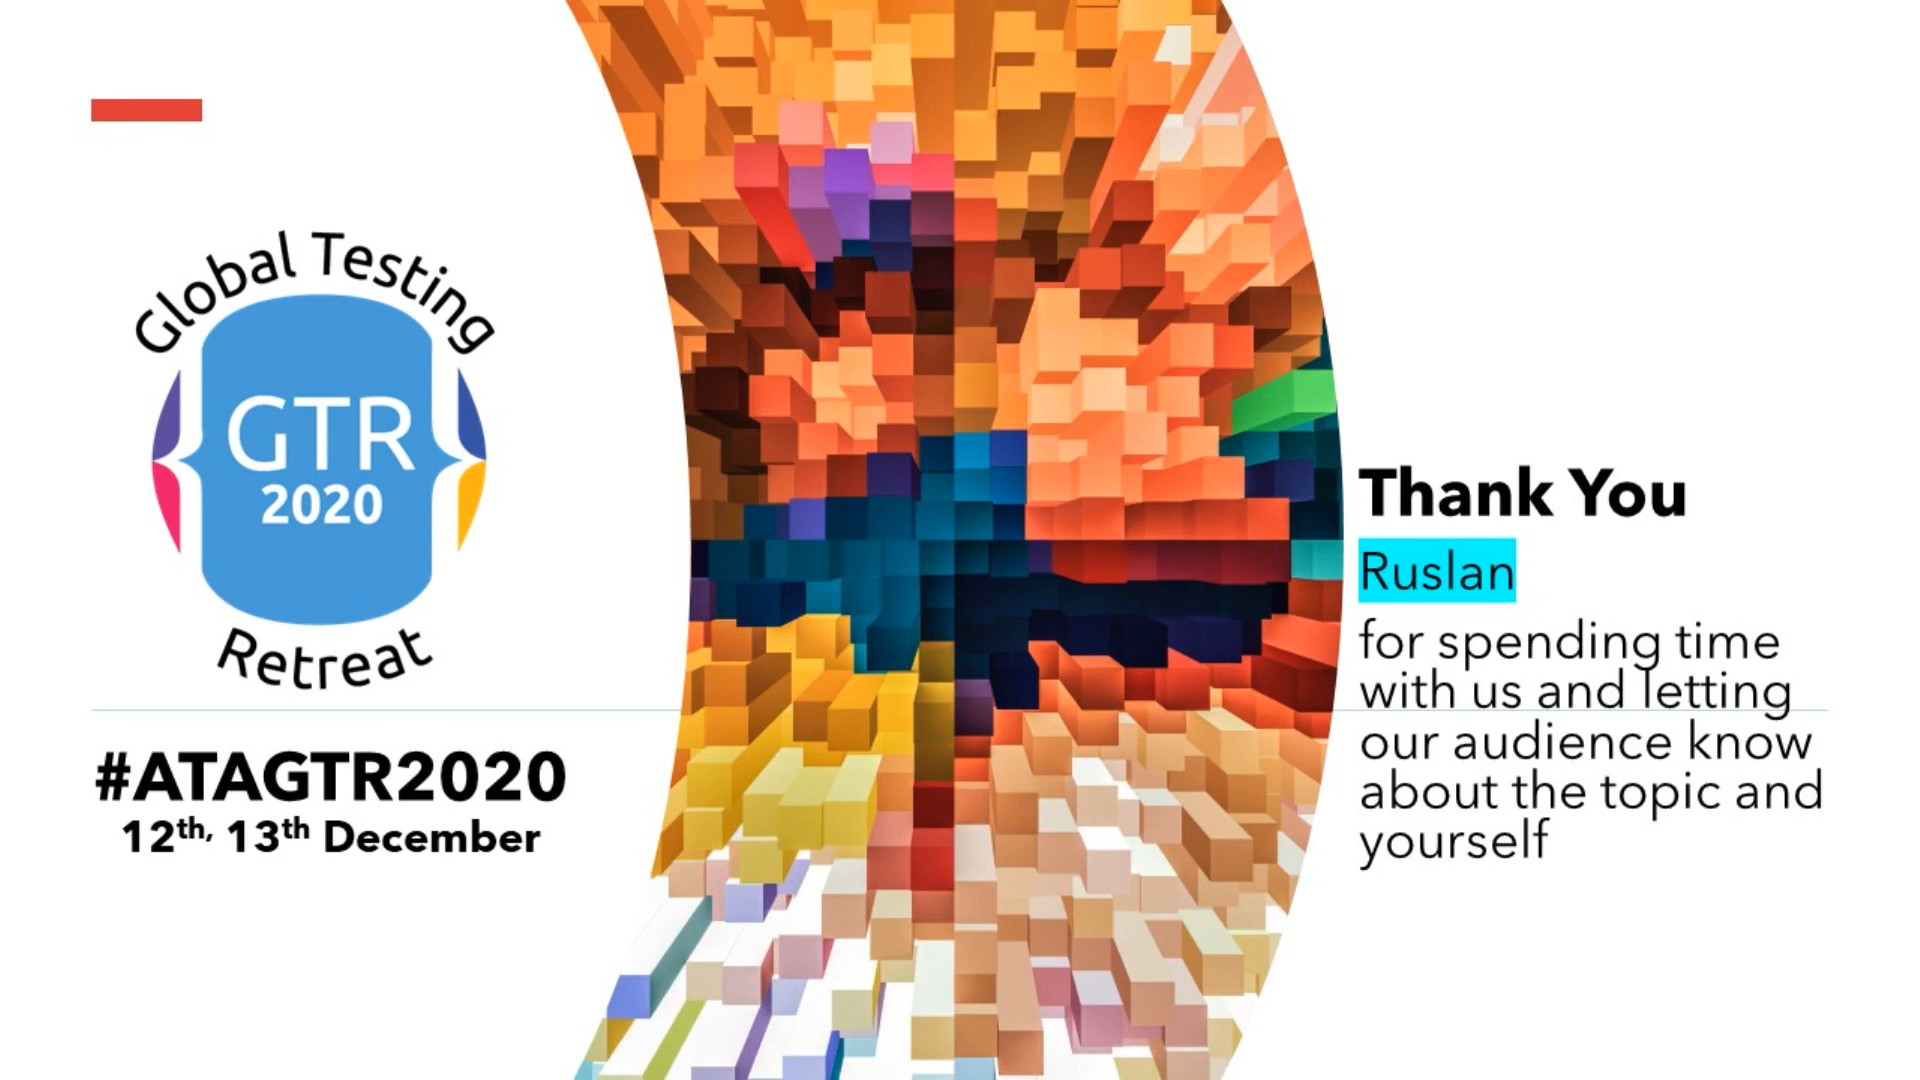 Global Testing
GTR
2020
Retreat
#ATAGTR2020
12th, 13th December
Thank You
Ruslan
for spending time
with us and letting
our audience know
about the topic and
yourself